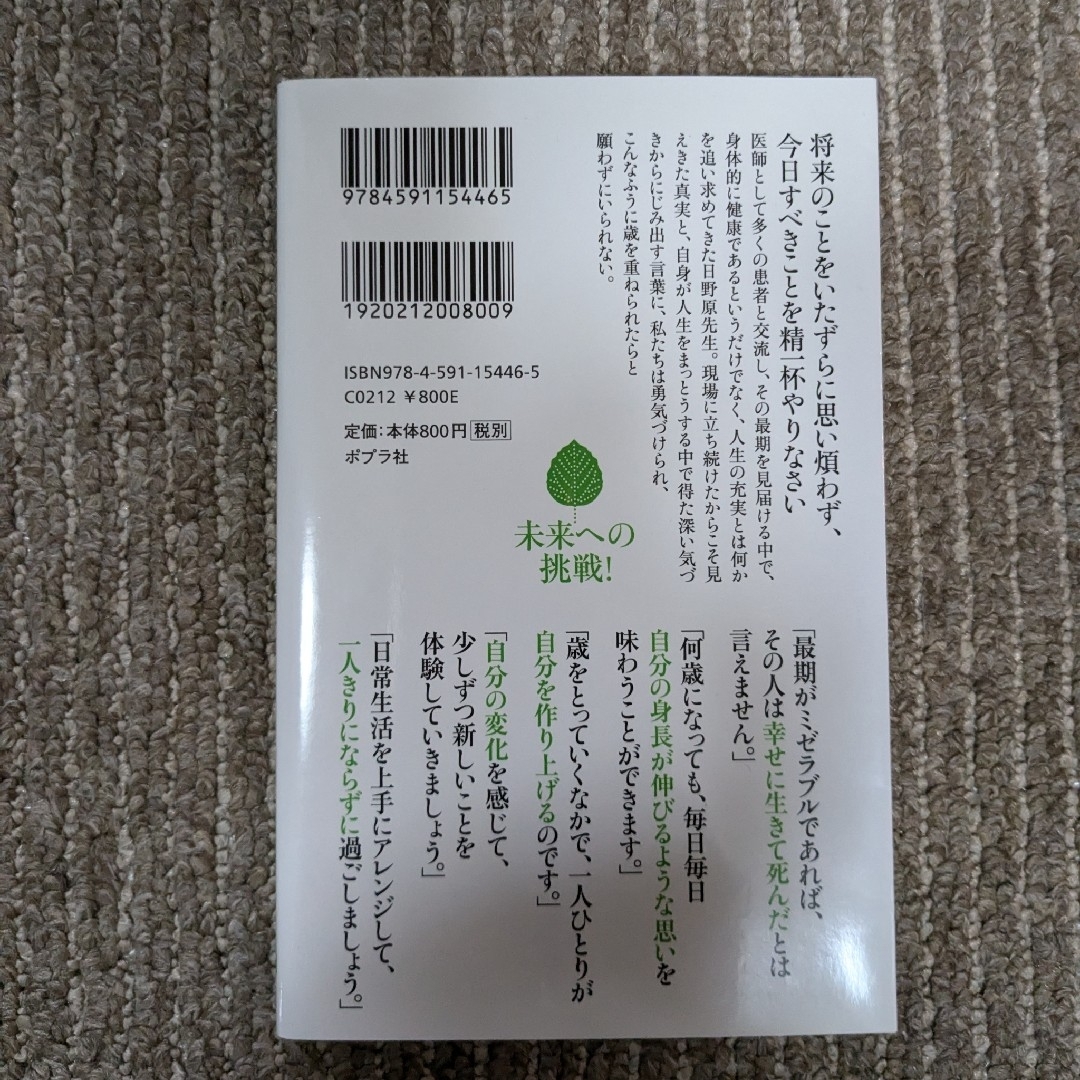 将来のことをいたずらに思い煩わず、
今日すべきことを精一杯やりなさい
医師として多くの患者と交流し、その最期を見届ける中で、
身体的に健康であるというだけでなく、人生の充実とは何か
を追い求めてきた日野原先生。現場に立ち続けたからこそ見
えきた真実と、自身が人生をまっとうする中で得た深い気づ
きからにじみ出す言葉に、私たちは勇気づけられ、
こんなふうに歳を重ねられたらと
願わずにいられない。
9784591154465
1920212008009
ISBN978-4-591-15446-5
C0212 ¥800E
定価:本体800円 税別
ポプラ社
未来への
挑戦!
「最期がミゼラブルであれば、
その人は幸せに生きて死んだとは
言えません。」
「何歳になっても、毎日毎日
自分の身長が伸びるような思いを
味わうことができます。」
「歳をとっていくなかで、一人ひとりが
自分を作り上げるのです。」
「自分の変化を感じて、
少しずつ新しいことを
体験していきましょう。」
「日常生活を上手にアレンジして、
一人きりにならずに過ごしましょう。」